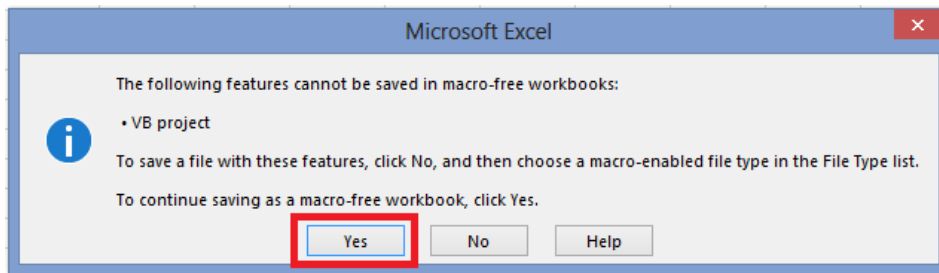 Microsoft Excel
The following features cannot be saved in macro-free workbooks:
• VB project
To save a file with these features, click No, and then choose a macro-enabled file type in the File Type list.
To continue saving as a macro-free workbook, click Yes.
Yes No Help